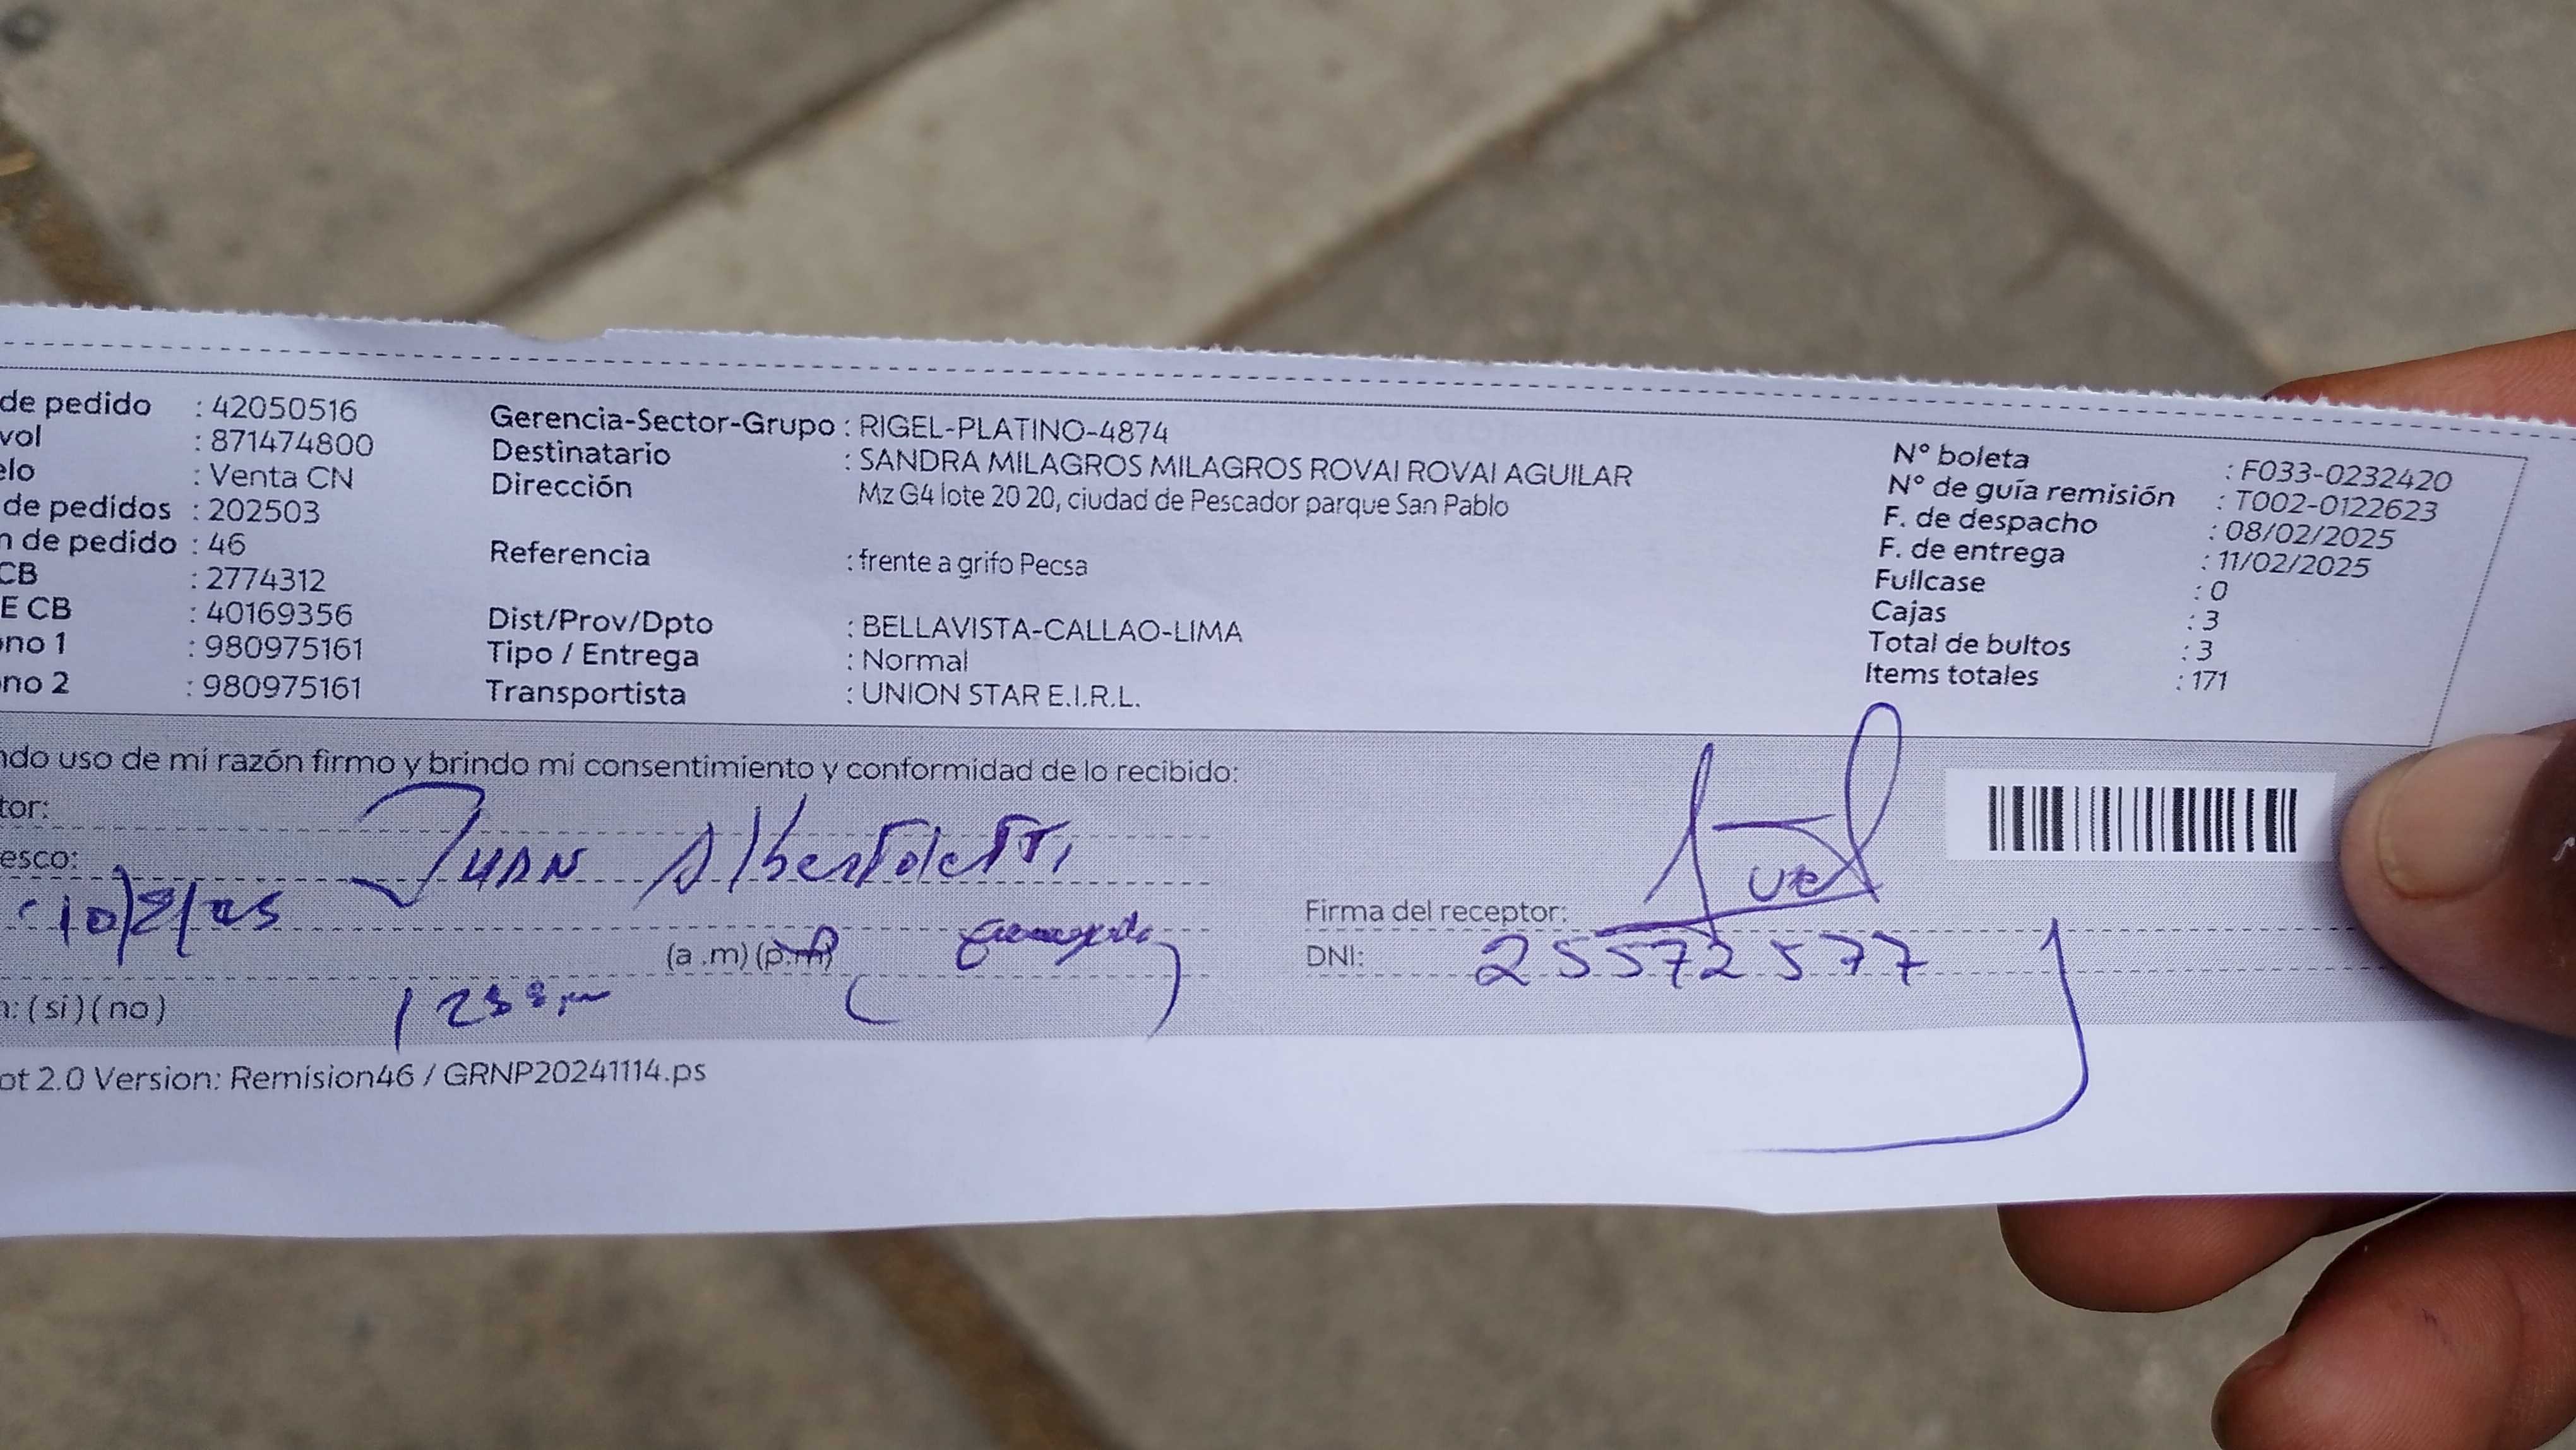 de pedido : 42050516
vol : 871474800
elo : Venta CN
de pedidos : 202503
n de pedido : 46
CB : 2774312
E CB : 40169356
ono 1 : 980975161
no 2 : 980975161
Gerencia-Sector-Grupo : RIGEL-PLATINO-4874
Destinatario : SANDRA MILAGROS MILAGROS ROVAI ROVAI AGUILAR
Dirección Mz G4 lote 20 20, ciudad de Pescador parque San Pablo
Referencia : frente a grifo Pecsa
Dist/Prov/Dpto : BELLAVISTA-CALLAO-LIMA
Tipo / Entrega : Normal
Transportista : UNION STAR E.I.R.L.
N° boleta : F033-0232420
N° de guía remisión : T002-0122623
F. de despacho : 08/02/2025
F. de entrega : 11/02/2025
Fullcase : 0
Cajas : 3
Total de bultos : 3
Items totales : 171
ndo uso de mi razón firmo y brindo mi consentimiento y conformidad de lo recibido:
tor: JUAN Albertoletti
esco:
10/2/25
(a .m) (p.m)
n: ( si ) ( no )
Firma del receptor:
DNI: 25572577
ot 2.0 Version: Remision46 / GRNP20241114.ps